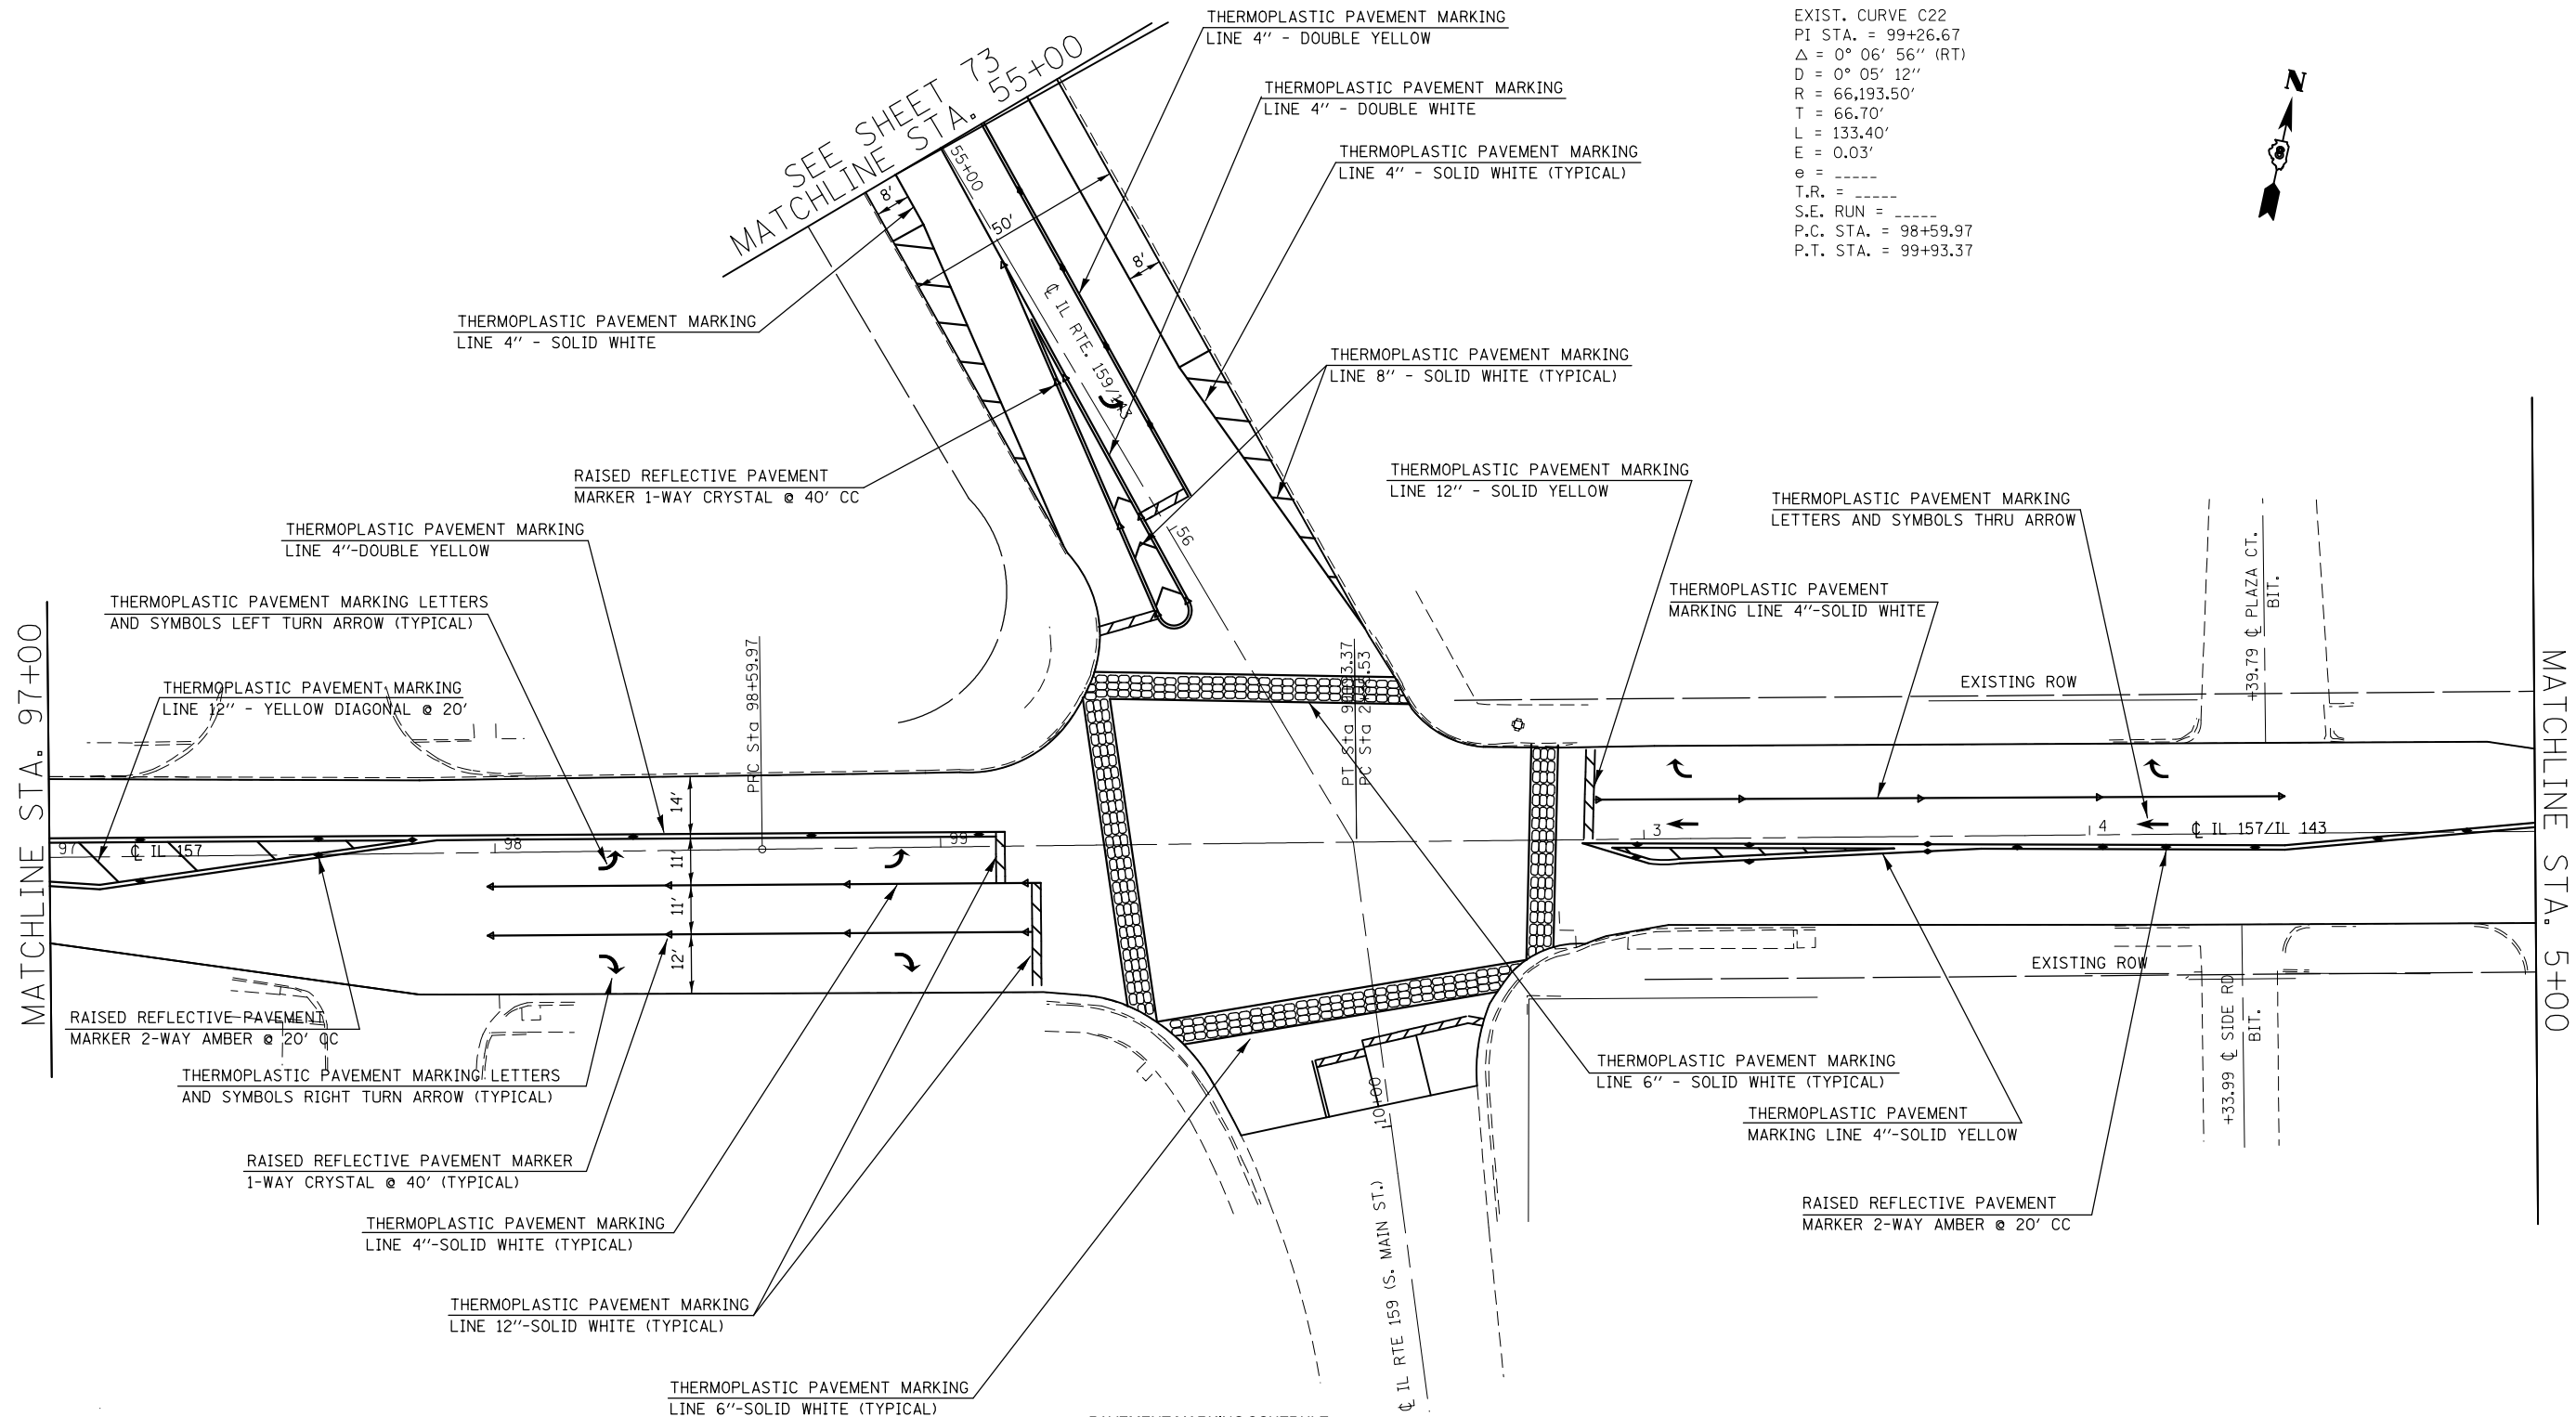 THERMOPLASTIC PAVEMENT MARKING
LINE 4" - DOUBLE YELLOW
EXIST. CURVE C22
PI STA. = 99+26.67
Δ = 0° 06' 56" (RT)
D = 0° 05' 12"
R = 66,193.50'
T = 66.70'
L = 133.40'
E = 0.03'
e = _____
T.R. = _____
S.E. RUN = _____
P.C. STA. = 98+59.97
P.T. STA. = 99+93.37
N
8
SEE SHEET 73
MATCHLINE STA. 55+00
THERMOPLASTIC PAVEMENT MARKING
LINE 4" - DOUBLE WHITE
THERMOPLASTIC PAVEMENT MARKING
LINE 4" - SOLID WHITE (TYPICAL)
55+00
8'
50'
8'
℄ IL RTE. 159/143
THERMOPLASTIC PAVEMENT MARKING
LINE 4" - SOLID WHITE
THERMOPLASTIC PAVEMENT MARKING
LINE 8" - SOLID WHITE (TYPICAL)
RAISED REFLECTIVE PAVEMENT
MARKER 1-WAY CRYSTAL @ 40' CC
THERMOPLASTIC PAVEMENT MARKING
LINE 12" - SOLID YELLOW
THERMOPLASTIC PAVEMENT MARKING
LETTERS AND SYMBOLS THRU ARROW
56
THERMOPLASTIC PAVEMENT MARKING
LINE 4"-DOUBLE YELLOW
+39.79 ℄ PLAZA CT.
BIT.
THERMOPLASTIC PAVEMENT MARKING LETTERS
AND SYMBOLS LEFT TURN ARROW (TYPICAL)
THERMOPLASTIC PAVEMENT
MARKING LINE 4"-SOLID WHITE
MATCHLINE STA. 97+00
THERMOPLASTIC PAVEMENT MARKING
LINE 12" - YELLOW DIAGONAL @ 20'
PRC Sta 98+59.97
PT Sta 99+93.37
PC Sta
EXISTING ROW
MATCHLINE STA. 5+00
97
℄ IL 157
98
99
14'
11'
11'
12'
3
4
℄ IL 157/IL 143
EXISTING ROW
RAISED REFLECTIVE PAVEMENT
MARKER 2-WAY AMBER @ 20' CC
+33.99 ℄ SIDE RD
BIT.
THERMOPLASTIC PAVEMENT MARKING LETTERS
AND SYMBOLS RIGHT TURN ARROW (TYPICAL)
THERMOPLASTIC PAVEMENT MARKING
LINE 6" - SOLID WHITE (TYPICAL)
10+00
THERMOPLASTIC PAVEMENT
MARKING LINE 4"-SOLID YELLOW
RAISED REFLECTIVE PAVEMENT MARKER
1-WAY CRYSTAL @ 40' (TYPICAL)
RAISED REFLECTIVE PAVEMENT
MARKER 2-WAY AMBER @ 20' CC
THERMOPLASTIC PAVEMENT MARKING
LINE 4"-SOLID WHITE (TYPICAL)
℄ IL RTE 159 (S. MAIN ST.)
THERMOPLASTIC PAVEMENT MARKING
LINE 12"-SOLID WHITE (TYPICAL)
THERMOPLASTIC PAVEMENT MARKING
LINE 6"-SOLID WHITE (TYPICAL)